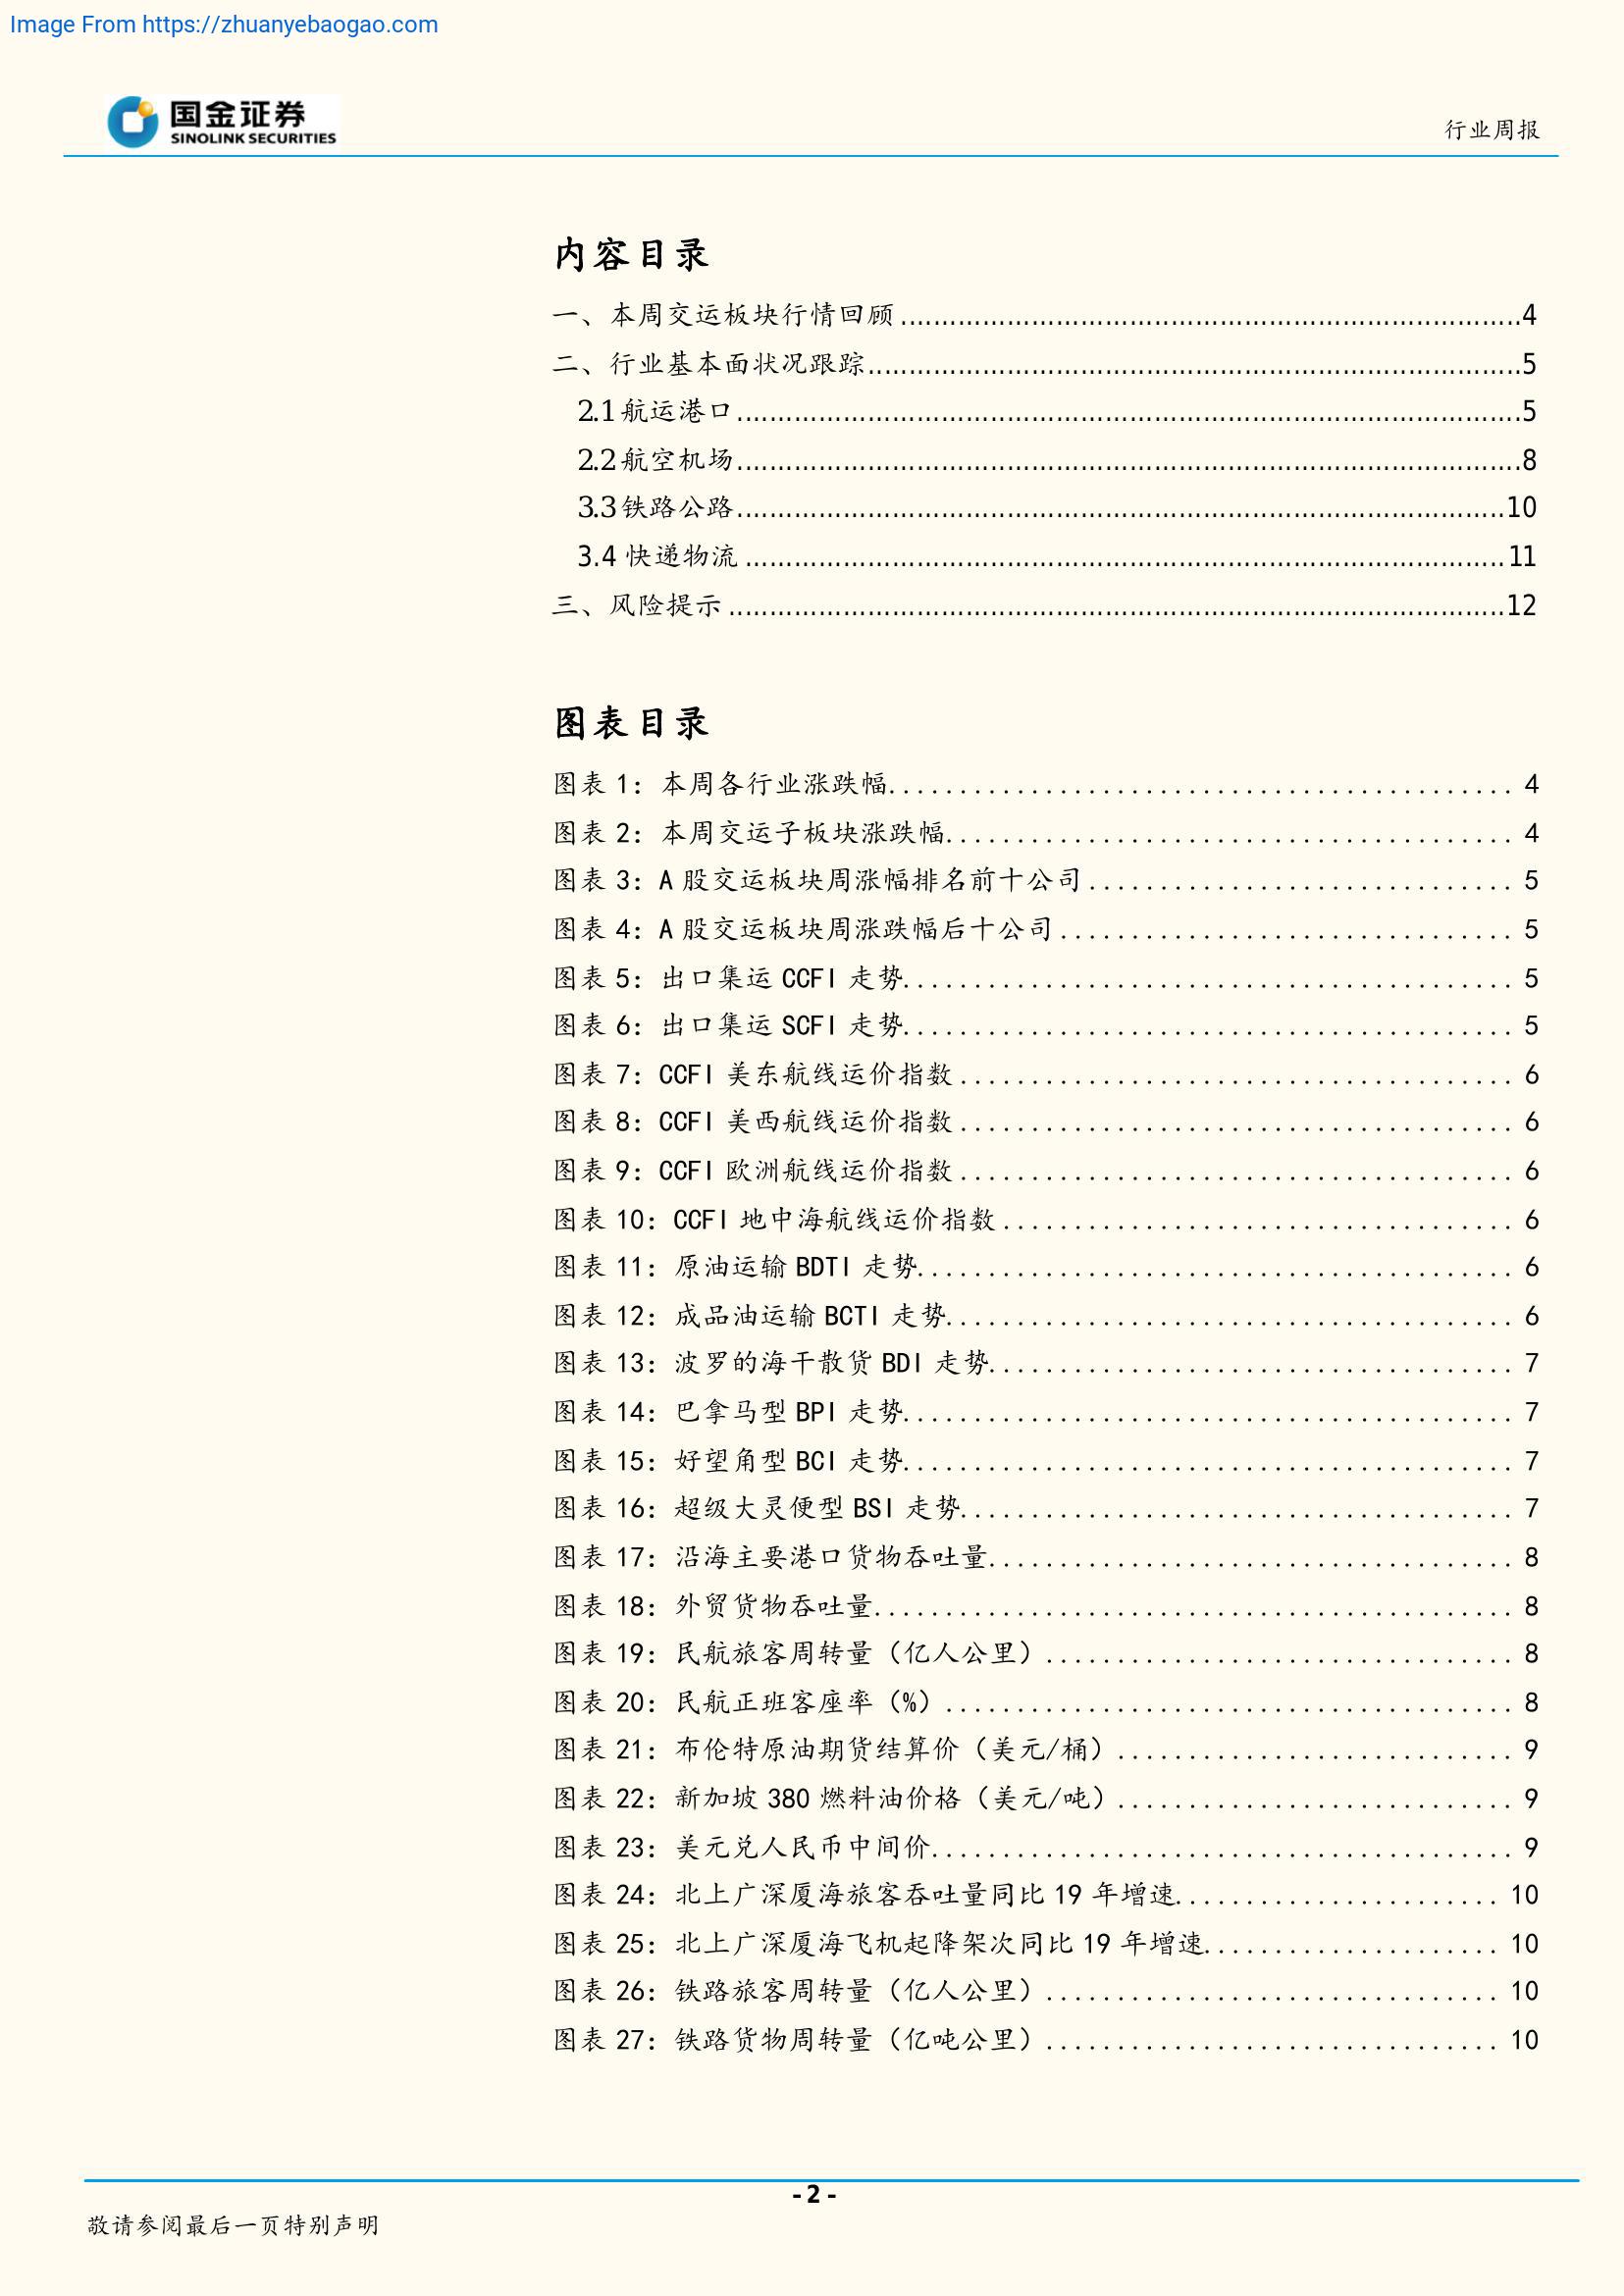 Image From https://zhuanyebaogao.com
国金证券
SINOLINK SECURITIES
行业周报
内容目录
一、本周交运板块行情回顾......4
二、行业基本面状况跟踪......5
2.1航运港口......5
2.2航空机场......8
3.3铁路公路......10
3.4 快递物流......11
三、风险提示......12
图表目录
图表 1：本周各行业涨跌幅...... 4
图表 2：本周交运子板块涨跌幅...... 4
图表 3：A 股交运板块周涨幅排名前十公司...... 5
图表 4：A 股交运板块周涨跌幅后十公司...... 5
图表 5：出口集运 CCFI 走势...... 5
图表 6：出口集运 SCFI 走势...... 5
图表 7：CCFI 美东航线运价指数...... 6
图表 8：CCFI 美西航线运价指数...... 6
图表 9：CCFI 欧洲航线运价指数...... 6
图表 10：CCFI 地中海航线运价指数...... 6
图表 11：原油运输 BDTI 走势...... 6
图表 12：成品油运输 BCTI 走势...... 6
图表 13：波罗的海干散货 BDI 走势...... 7
图表 14：巴拿马型 BPI 走势...... 7
图表 15：好望角型 BCI 走势...... 7
图表 16：超级大灵便型 BSI 走势...... 7
图表 17：沿海主要港口货物吞吐量...... 8
图表 18：外贸货物吞吐量...... 8
图表 19：民航旅客周转量（亿人公里）...... 8
图表 20：民航正班客座率（%）...... 8
图表 21：布伦特原油期货结算价（美元/桶）...... 9
图表 22：新加坡 380 燃料油价格（美元/吨）...... 9
图表 23：美元兑人民币中间价...... 9
图表 24：北上广深厦海旅客吞吐量同比 19 年增速...... 10
图表 25：北上广深厦海飞机起降架次同比 19 年增速...... 10
图表 26：铁路旅客周转量（亿人公里）...... 10
图表 27：铁路货物周转量（亿吨公里）...... 10
- 2 -
敬请参阅最后一页特别声明